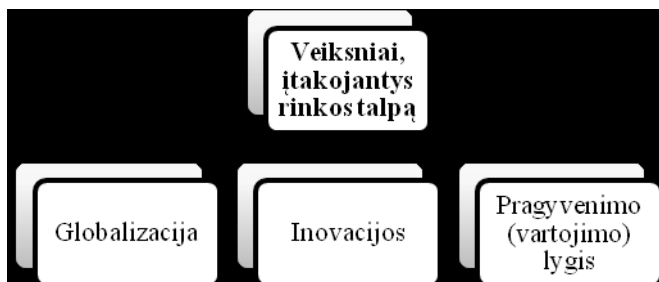 Veiksniai,
įtakojantys
rinkos talpą
Globalizacija
Inovacijos
Pragyvenimo
(vartojimo)
lygis